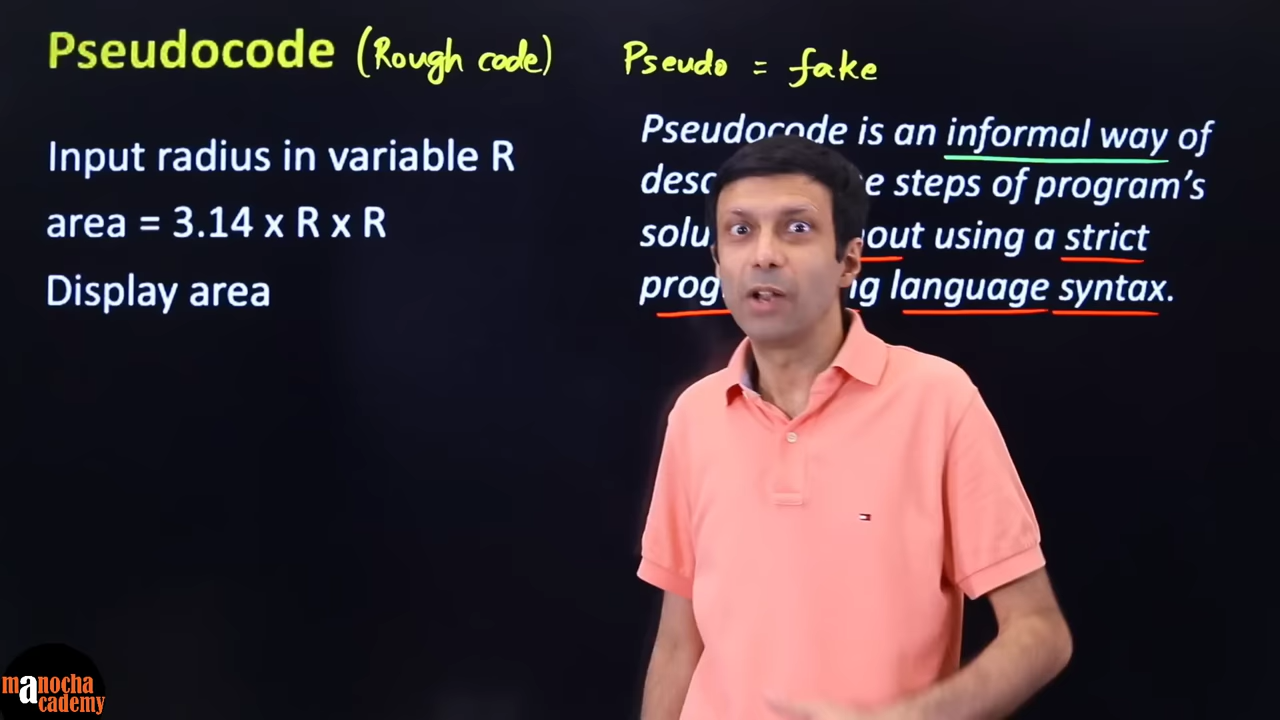 Pseudocode (Rough code)
Pseudo = fake
Input radius in variable R
area = 3.14 x R x R
Display area
Pseudocode is an informal way of
steps of program's
using a strict
language syntax.
manocha
academy